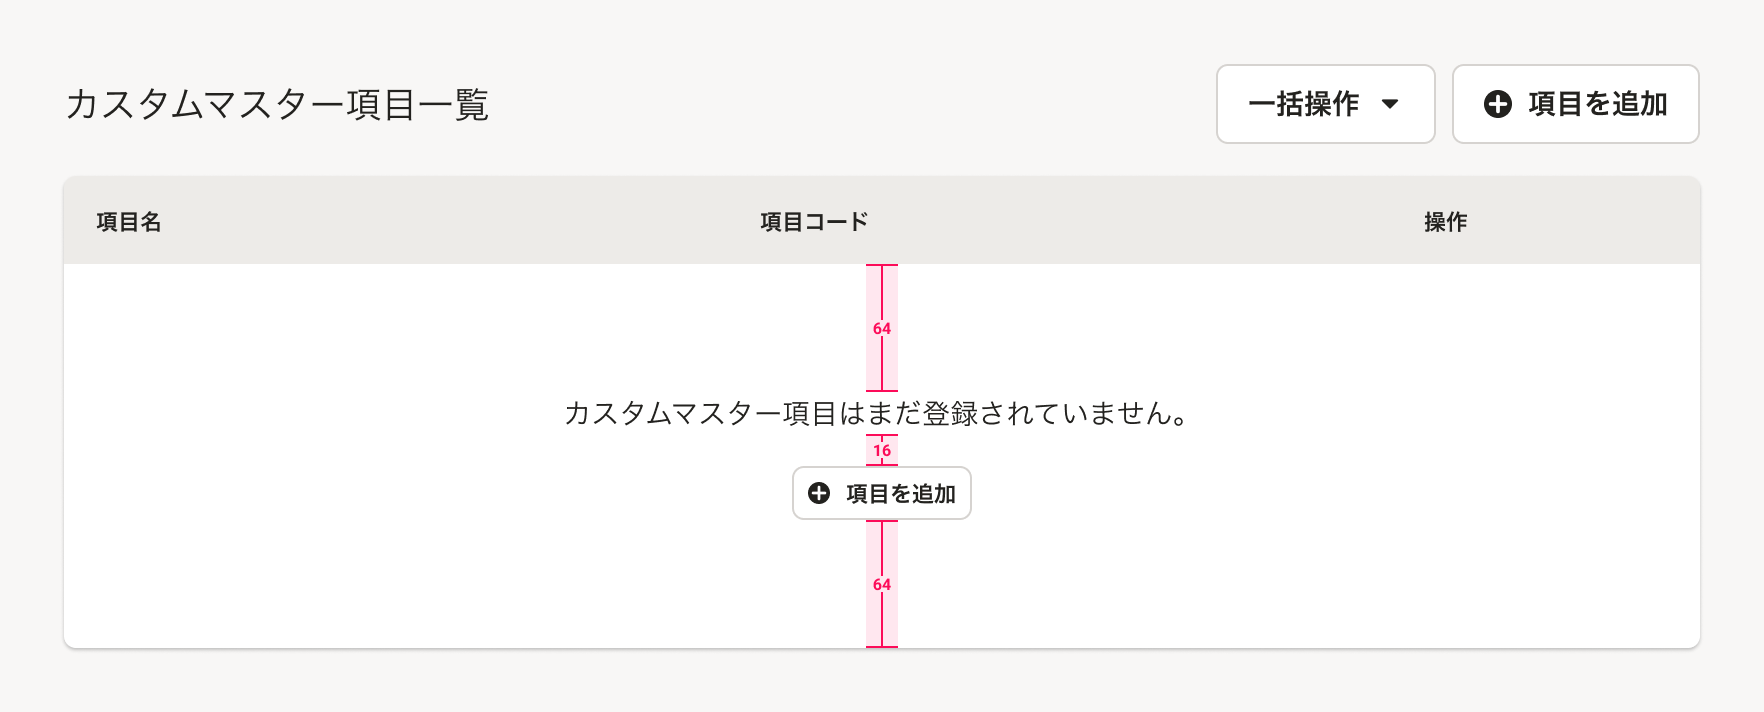 カスタムマスター項目一覧
一括操作
項目を追加
項目名 項目コード 操作
64
カスタムマスター項目はまだ登録されていません。
16
項目を追加
64